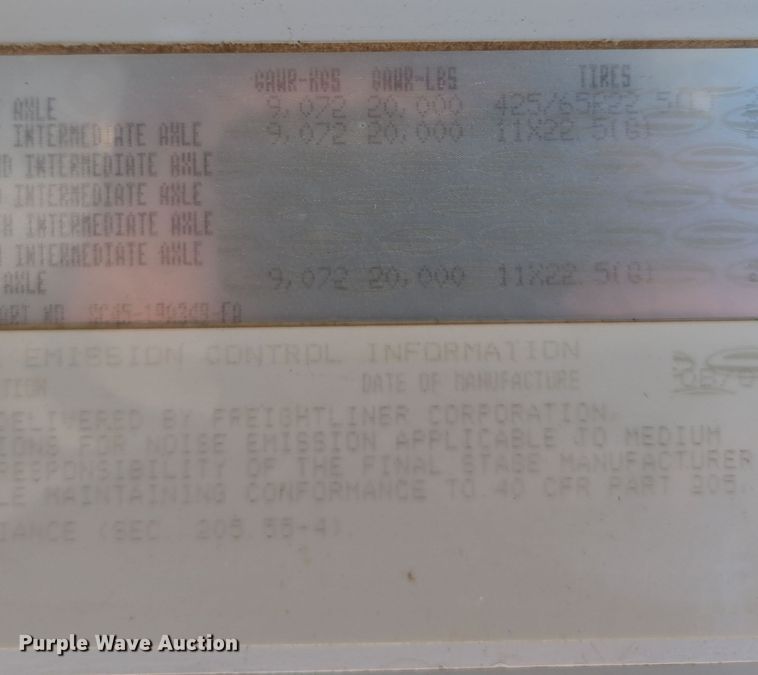 GAWR-KGS GAWR-LBS TIRES
AXLE 9,072 20,000 425/65R22.5
INTERMEDIATE AXLE 9,072 20,000 11X22.5(G)
INTERMEDIATE AXLE
INTERMEDIATE AXLE
INTERMEDIATE AXLE
INTERMEDIATE AXLE
AXLE 9,072 20,000 11X22.5(G)
EMISSION CONTROL INFORMATION
DATE OF MANUFACTURE
DELIVERED BY FREIGHTLINER CORPORATION
IONS FOR NOISE EMISSION APPLICABLE TO MEDIUM
RESPONSIBILITY OF THE FINAL STAGE MANUFACTURER
LE MAINTAINING CONFORMANCE TO 40 CFR PART 205.
IANCE (SEC. 205.55-4).
Purple Wave Auction